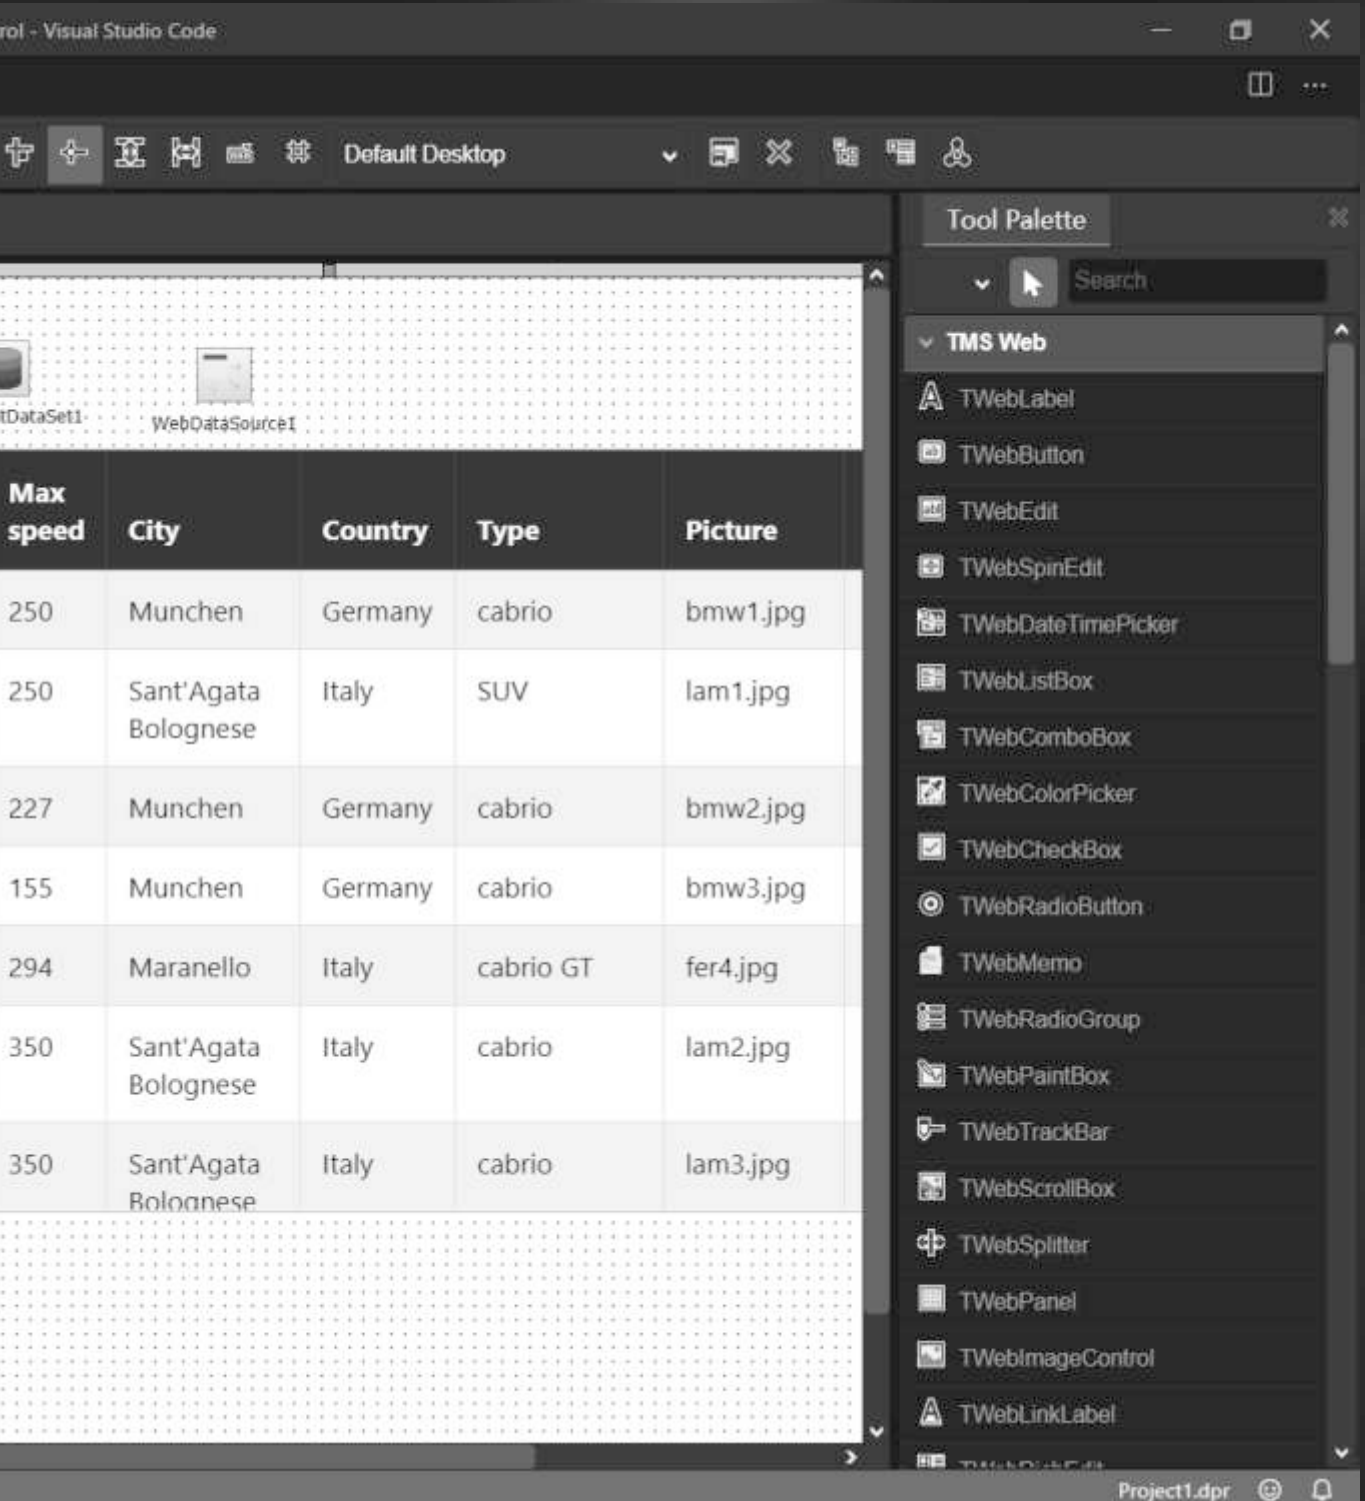 rol - Visual Studio Code
Default Desktop
Tool Palette
Search
TMS Web
TWebLabel
TWebButton
TWebEdit
TWebSpinEdit
TWebDateTimePicker
TWebListBox
TWebComboBox
TWebColorPicker
TWebCheckBox
TWebRadioButton
TWebMemo
TWebRadioGroup
TWebPaintBox
TWebTrackBar
TWebScrollBox
TWebSplitter
TWebPanel
TWebImageControl
TWebLinkLabel
TWebRichEdit
tDataSet1
WebDataSource1
Max speed City Country Type Picture
250 Munchen Germany cabrio bmw1.jpg
250 Sant'Agata Bolognese Italy SUV lam1.jpg
227 Munchen Germany cabrio bmw2.jpg
155 Munchen Germany cabrio bmw3.jpg
294 Maranello Italy cabrio GT fer4.jpg
350 Sant'Agata Bolognese Italy cabrio lam2.jpg
350 Sant'Agata Bolognese Italy cabrio lam3.jpg
Project1.dpr